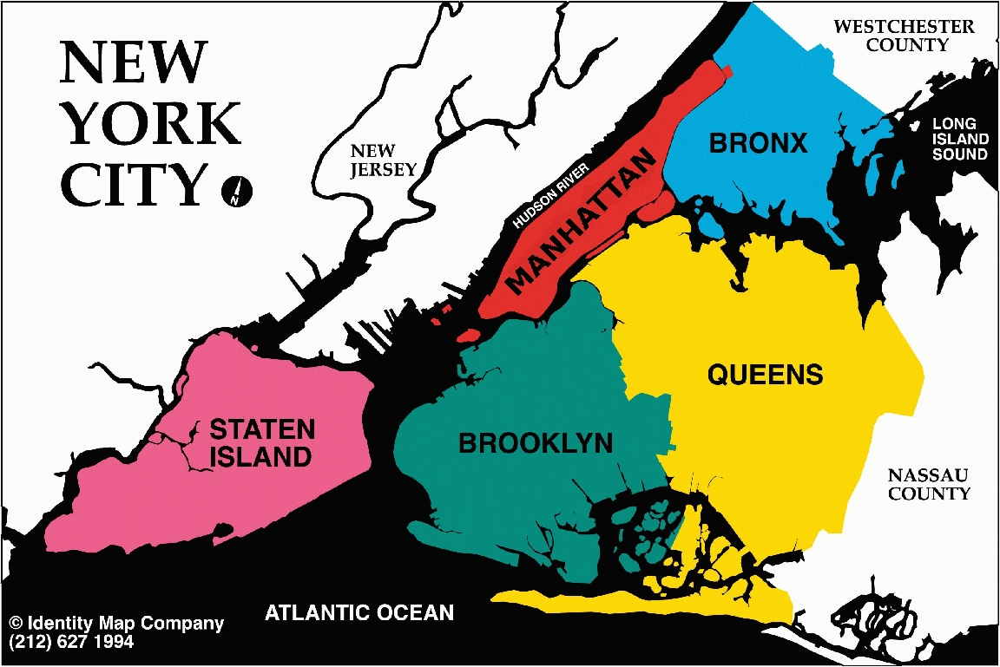 NEW
YORK
CITY
N
WESTCHESTER
COUNTY
LONG
ISLAND
SOUND
BRONX
NEW
JERSEY
HUDSON RIVER
MANHATTAN
QUEENS
STATEN
ISLAND
BROOKLYN
NASSAU
COUNTY
ATLANTIC OCEAN
© Identity Map Company
(212) 627 1994